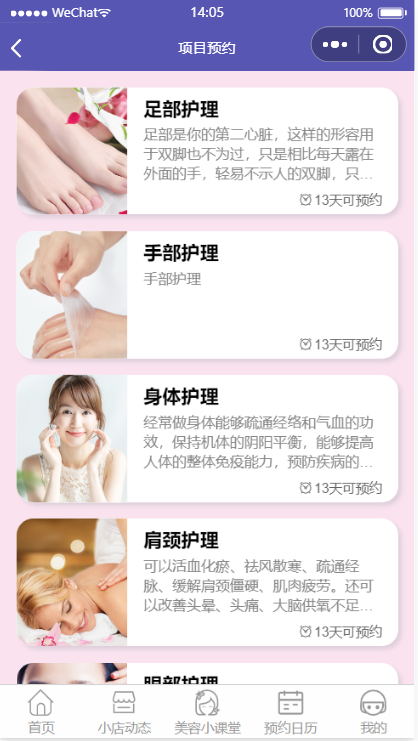 WeChat 14:05 100%
项目预约
足部护理
足部是你的第二心脏，这样的形容用
于双脚也不为过，只是相比每天露在
外面的手，轻易不示人的双脚，只...
13天可预约
手部护理
手部护理
13天可预约
身体护理
经常做身体能够疏通经络和气血的功
效，保持机体的阴阳平衡，能够提高
人体的整体免疫能力，预防疾病的...
13天可预约
肩颈护理
可以活血化瘀、祛风散寒、疏通经
脉、缓解肩颈僵硬、肌肉疲劳。还可
以改善头晕、头痛、大脑供氧不足...
13天可预约
眼部护理
首页 小店动态 美容小课堂 预约日历 我的